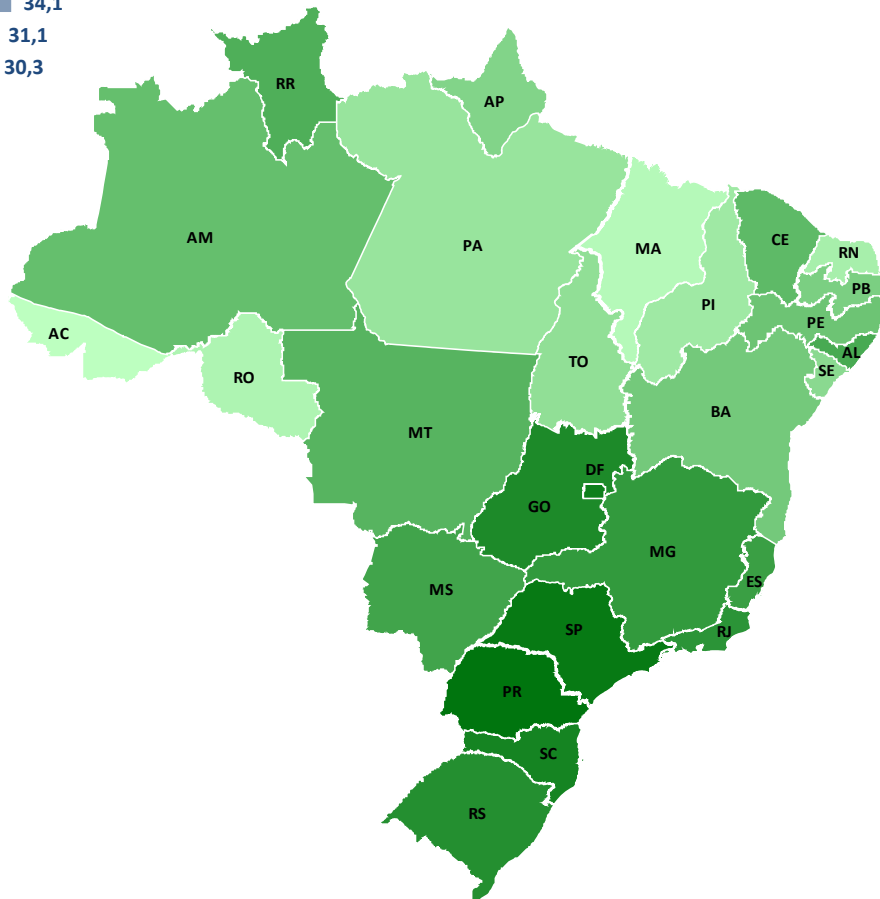 34,1
31,1
30,3
RR
AP
AM
PA
MA
CE
RN
PB
PI
PE
AC
AL
TO
SE
RO
BA
MT
DF
GO
MG
ES
MS
SP
RJ
PR
SC
RS